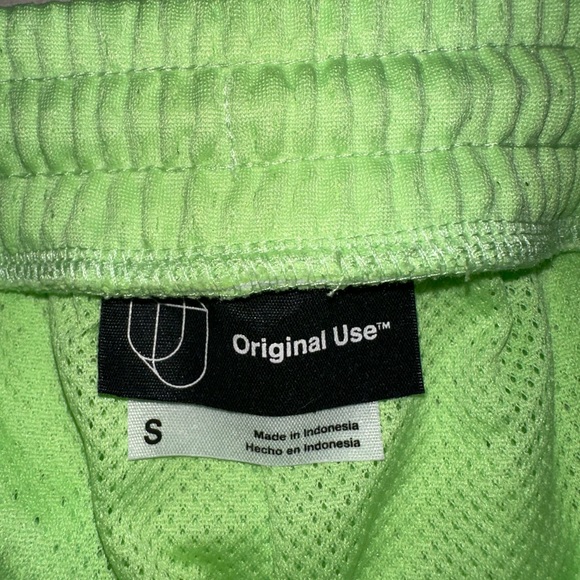 Original Use™
S
Made in Indonesia
Hecho en Indonesia